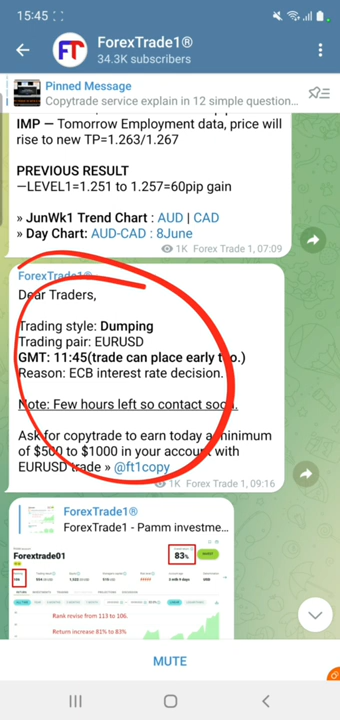 15:45
ForexTrade1®
34.3K subscribers
Pinned Message
Copytrade service explain in 12 simple question...
IMP — Tomorrow Employment data, price will
rise to new TP=1.263/1.267
PREVIOUS RESULT
—LEVEL1=1.251 to 1.257=60pip gain
» JunWk1 Trend Chart : AUD | CAD
» Day Chart: AUD-CAD : 8June
1K Forex Trade 1, 07:09
ForexTrade1®
Dear Traders,
Trading style: Dumping
Trading pair: EURUSD
GMT: 11:45(trade can place early too.)
Reason: ECB interest rate decision.
Note: Few hours left so contact soon.
Ask for copytrade to earn today a minimum
of $500 to $1000 in your account with
EURUSD trade » @ft1copy
1K Forex Trade 1, 09:16
ForexTrade1
ForexTrade1 - Pamm investme...
Forextrade01
83%
Rank revise from 113 to 106.
Return increase 81% to 83%.
MUTE